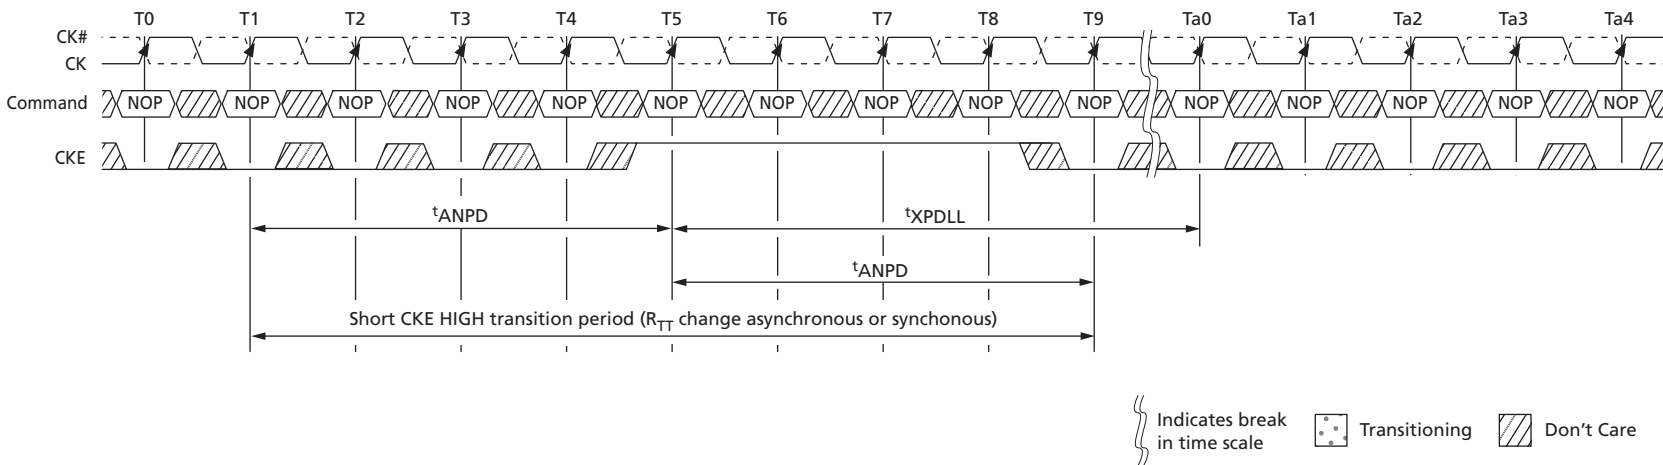 T0 T1 T2 T3 T4 T5 T6 T7 T8 T9 Ta0 Ta1 Ta2 Ta3 Ta4
CK#
CK
Command NOP NOP NOP NOP NOP NOP NOP NOP NOP NOP NOP NOP NOP NOP NOP
CKE
tANPD tXPDLL
tANPD
Short CKE HIGH transition period (RTT change asynchronous or synchonous)
Indicates break
in time scale
Transitioning
Don't Care